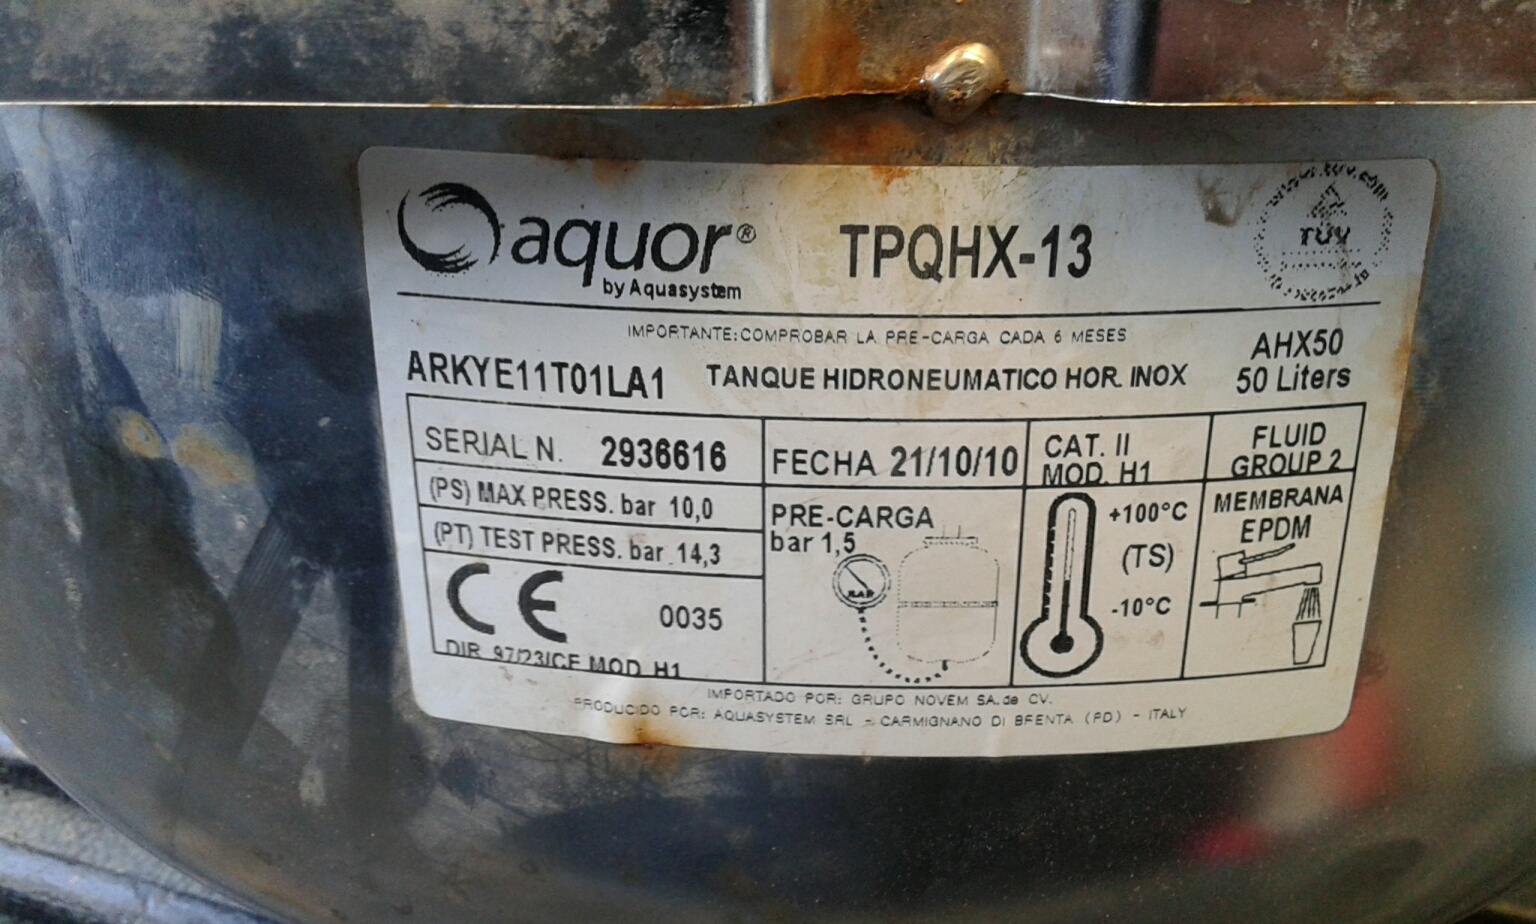 aquor®
by Aquasystem
TPQHX-13
TÜV
IMPORTANTE:COMPROBAR LA PRE-CARGA CADA 6 MESES
ARKYE11T01LA1
TANQUE HIDRONEUMATICO HOR. INOX
AHX50
50 Liters
SERIAL N. 2936616
FECHA 21/10/10
CAT. II
MOD. H1
FLUID
GROUP 2
(PS) MAX PRESS. bar 10,0
(PT) TEST PRESS. bar 14,3
CE 0035
DIR. 97/23/CE MOD. H1
PRE-CARGA
bar 1,5
BAR
+100°C
(TS)
-10°C
MEMBRANA
EPDM
IMPORTADO POR: GRUPO NOVEM SA. de CV.
PRODUCIDO POR: AQUASYSTEM SRL - CARMIGNANO DI BRENTA (PD) - ITALY